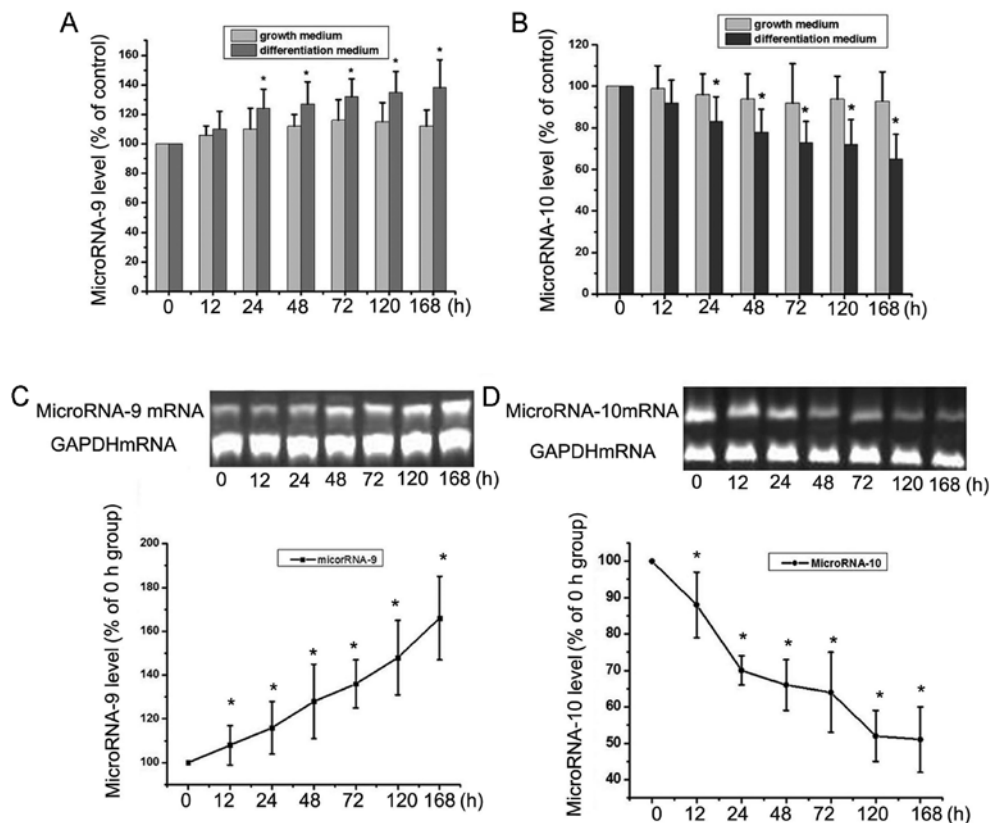 A
growth medium
differentiation medium
MicroRNA-9 level (% of control)
160
140
120
100
80
60
40
20
0
* * * * *
0 12 24 48 72 120 168 (h)
B
growth medium
differentiation medium
MicroRNA-10 level (% of control)
120
100
80
60
40
20
0
* * * * *
0 12 24 48 72 120 168 (h)
C
MicroRNA-9 mRNA
GAPDHmRNA
0 12 24 48 72 120 168 (h)
micorRNA-9
MicroRNA-9 level (% of 0 h group)
200
180
160
140
120
100
* * * * * *
0 12 24 48 72 120 168 (h)
D
MicroRNA-10mRNA
GAPDHmRNA
0 12 24 48 72 120 168 (h)
MicroRNA-10
MicroRNA-10 level (% of 0 h group)
100
90
80
70
60
50
40
* * * * * *
0 12 24 48 72 120 168 (h)